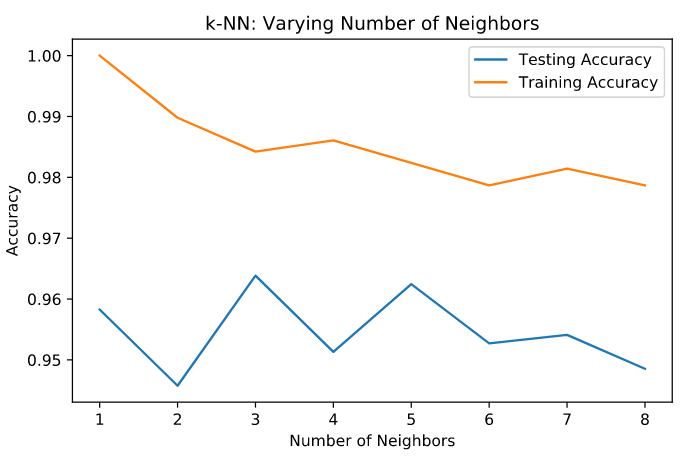 k-NN: Varying Number of Neighbors
Testing Accuracy
Training Accuracy
1.00
0.99
0.98
0.97
0.96
0.95
Accuracy
1 2 3 4 5 6 7 8
Number of Neighbors